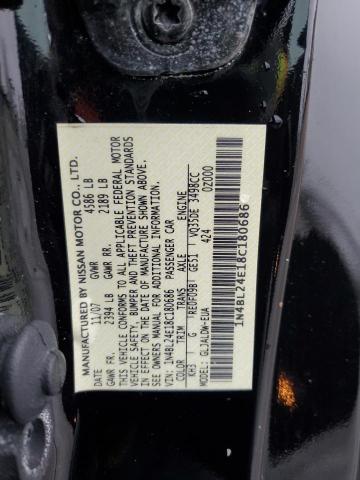 MANUFACTURED BY NISSAN MOTOR CO., LTD.
DATE 11/07 GVWR 4586 LB
GAWR FR. 2394 LB GAWR RR. 2189 LB
THIS VEHICLE CONFORMS TO ALL APPLICABLE FEDERAL MOTOR
VEHICLE SAFETY, BUMPER AND THEFT PREVENTION STANDARDS
IN EFFECT ON THE DATE OF MANUFACTURE SHOWN ABOVE.
SEE OWNERS MANUAL FOR ADDITIONAL INFORMATION.
VIN: 1N4BL24E18C180686 PASSENGER CAR
COLOR TRIM TRANS AXLE ENGINE
KH3 G RE0F09B GE51 VQ35DE 3498CC
MODEL GLJALDW-EUA 424 0Z000
1N4BL24E18C180686